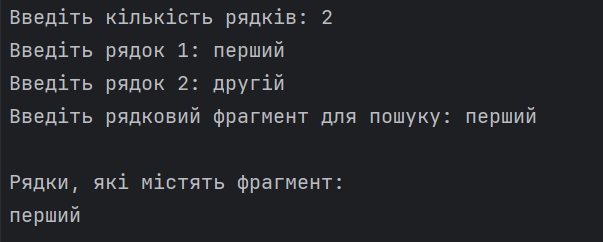 Введіть кількість рядків: 2
Введіть рядок 1: перший
Введіть рядок 2: другій
Введіть рядковий фрагмент для пошуку: перший
Рядки, які містять фрагмент:
перший